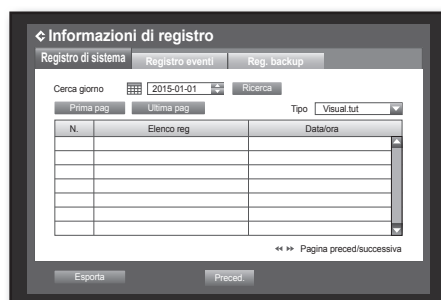 Informazioni di registro
Registro di sistema Registro eventi Reg. backup
Cerca giorno 2015-01-01 Ricerca
Prima pag Ultima pag Tipo Visual.tut
N. Elenco reg Data/ora
Pagina preced/successiva
Esporta Preced.